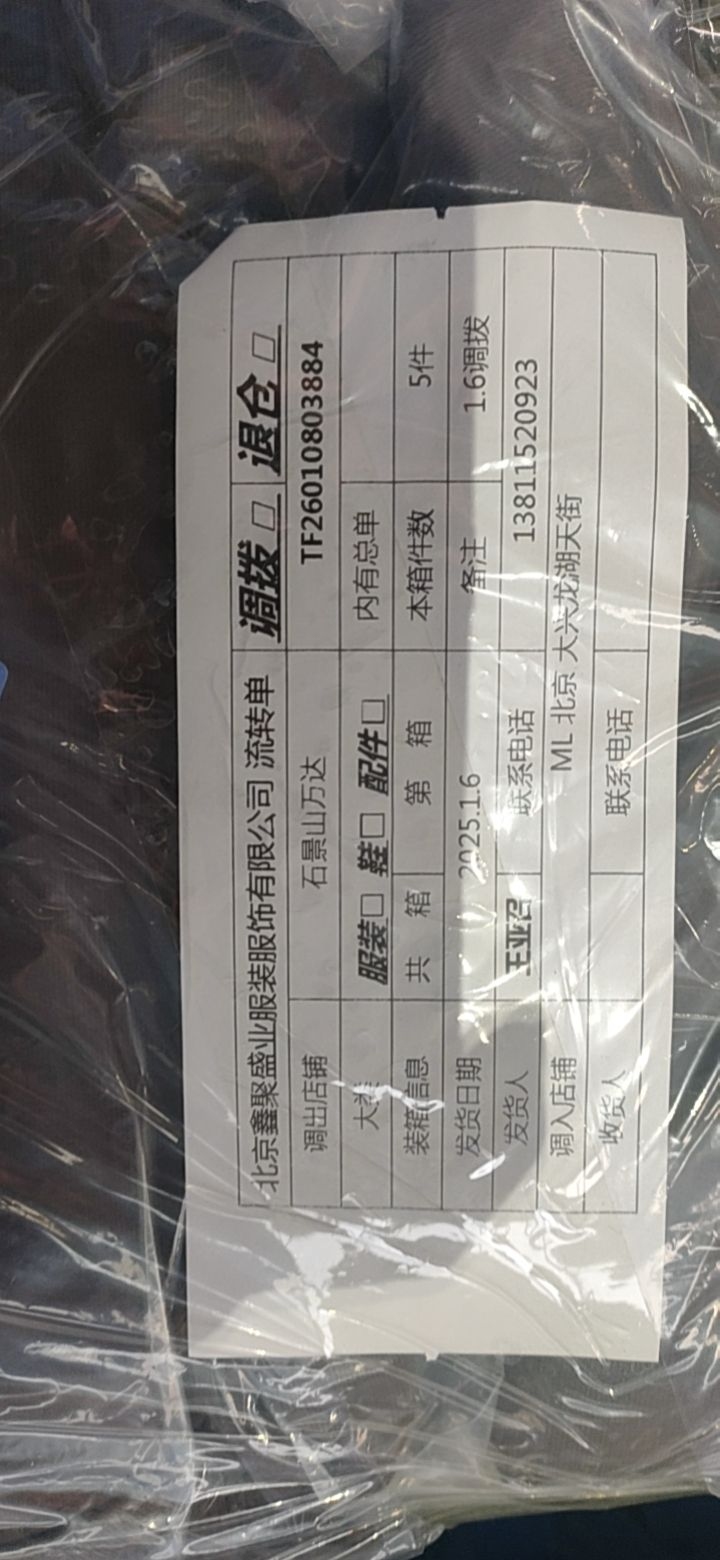 北京鑫聚盛业服装服饰有限公司 流转单 调拨□ 退仓□
调出店铺 石景山万达 TF26010803884
大类 服装□ 鞋□ 配件□ 内有总单
装箱信息 共 箱 第 箱 本箱件数 5件
发货日期 2025.1.6 备注 1.6调拨
发货人 王亚召 联系电话 13811520923
调入店铺 ML 北京 大兴龙湖天街
收货人 联系电话